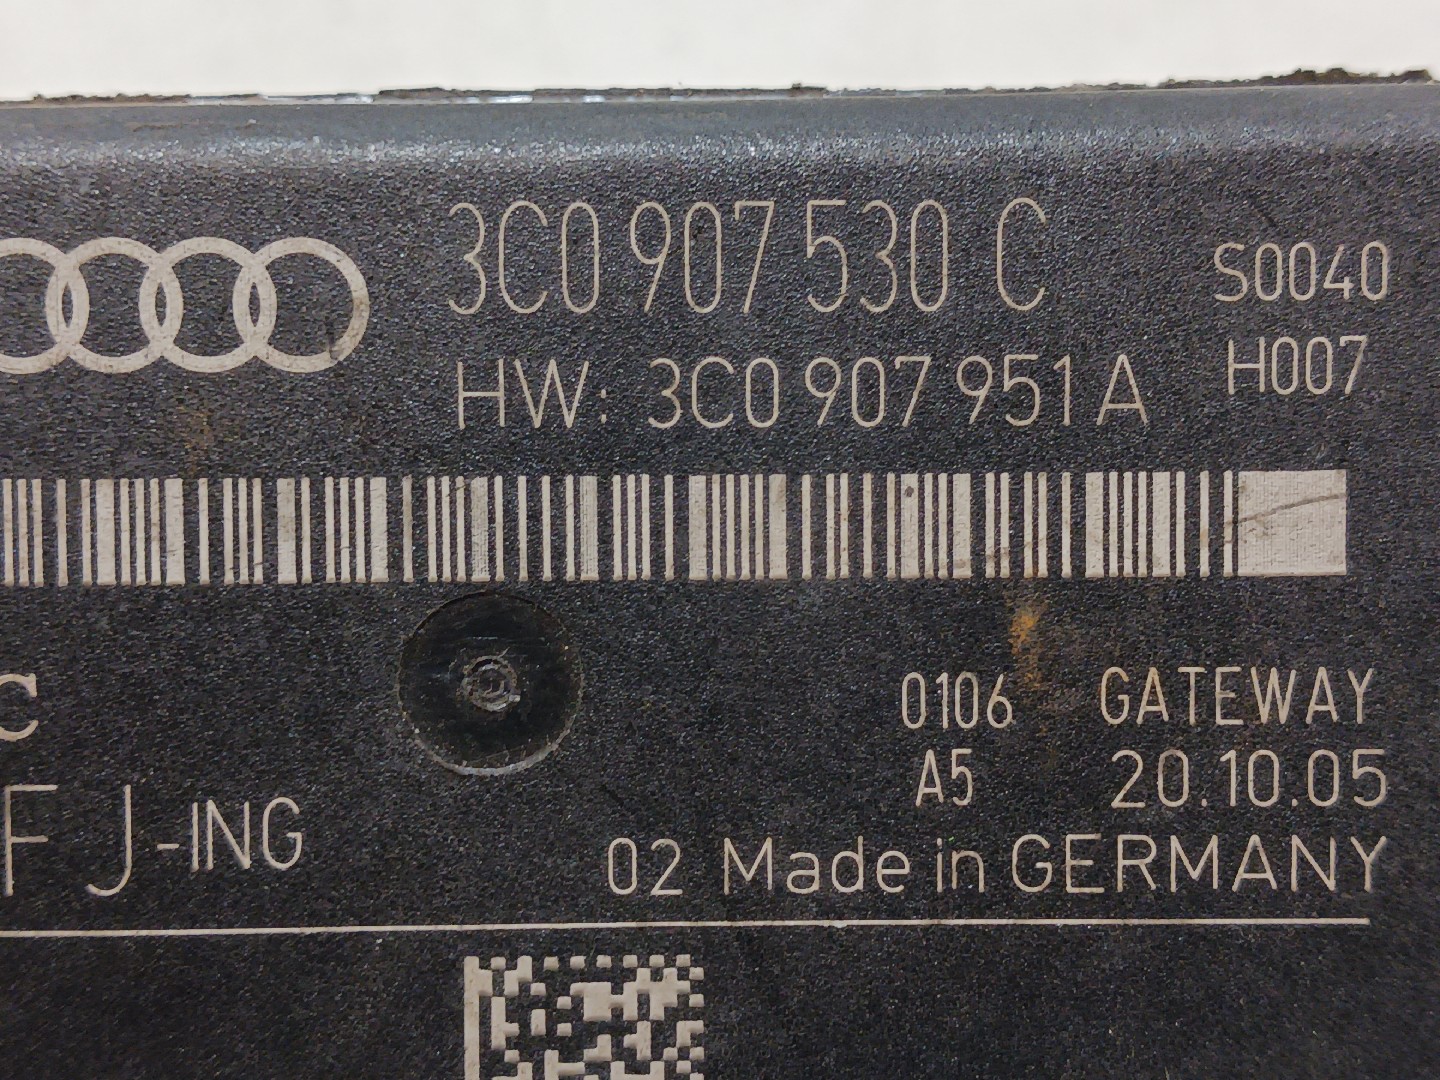 3C0 907 530 C
S0040
HW: 3C0 907 951 A
H007
C
0106 GATEWAY
A5 20.10.05
F J-ING
02 Made in GERMANY